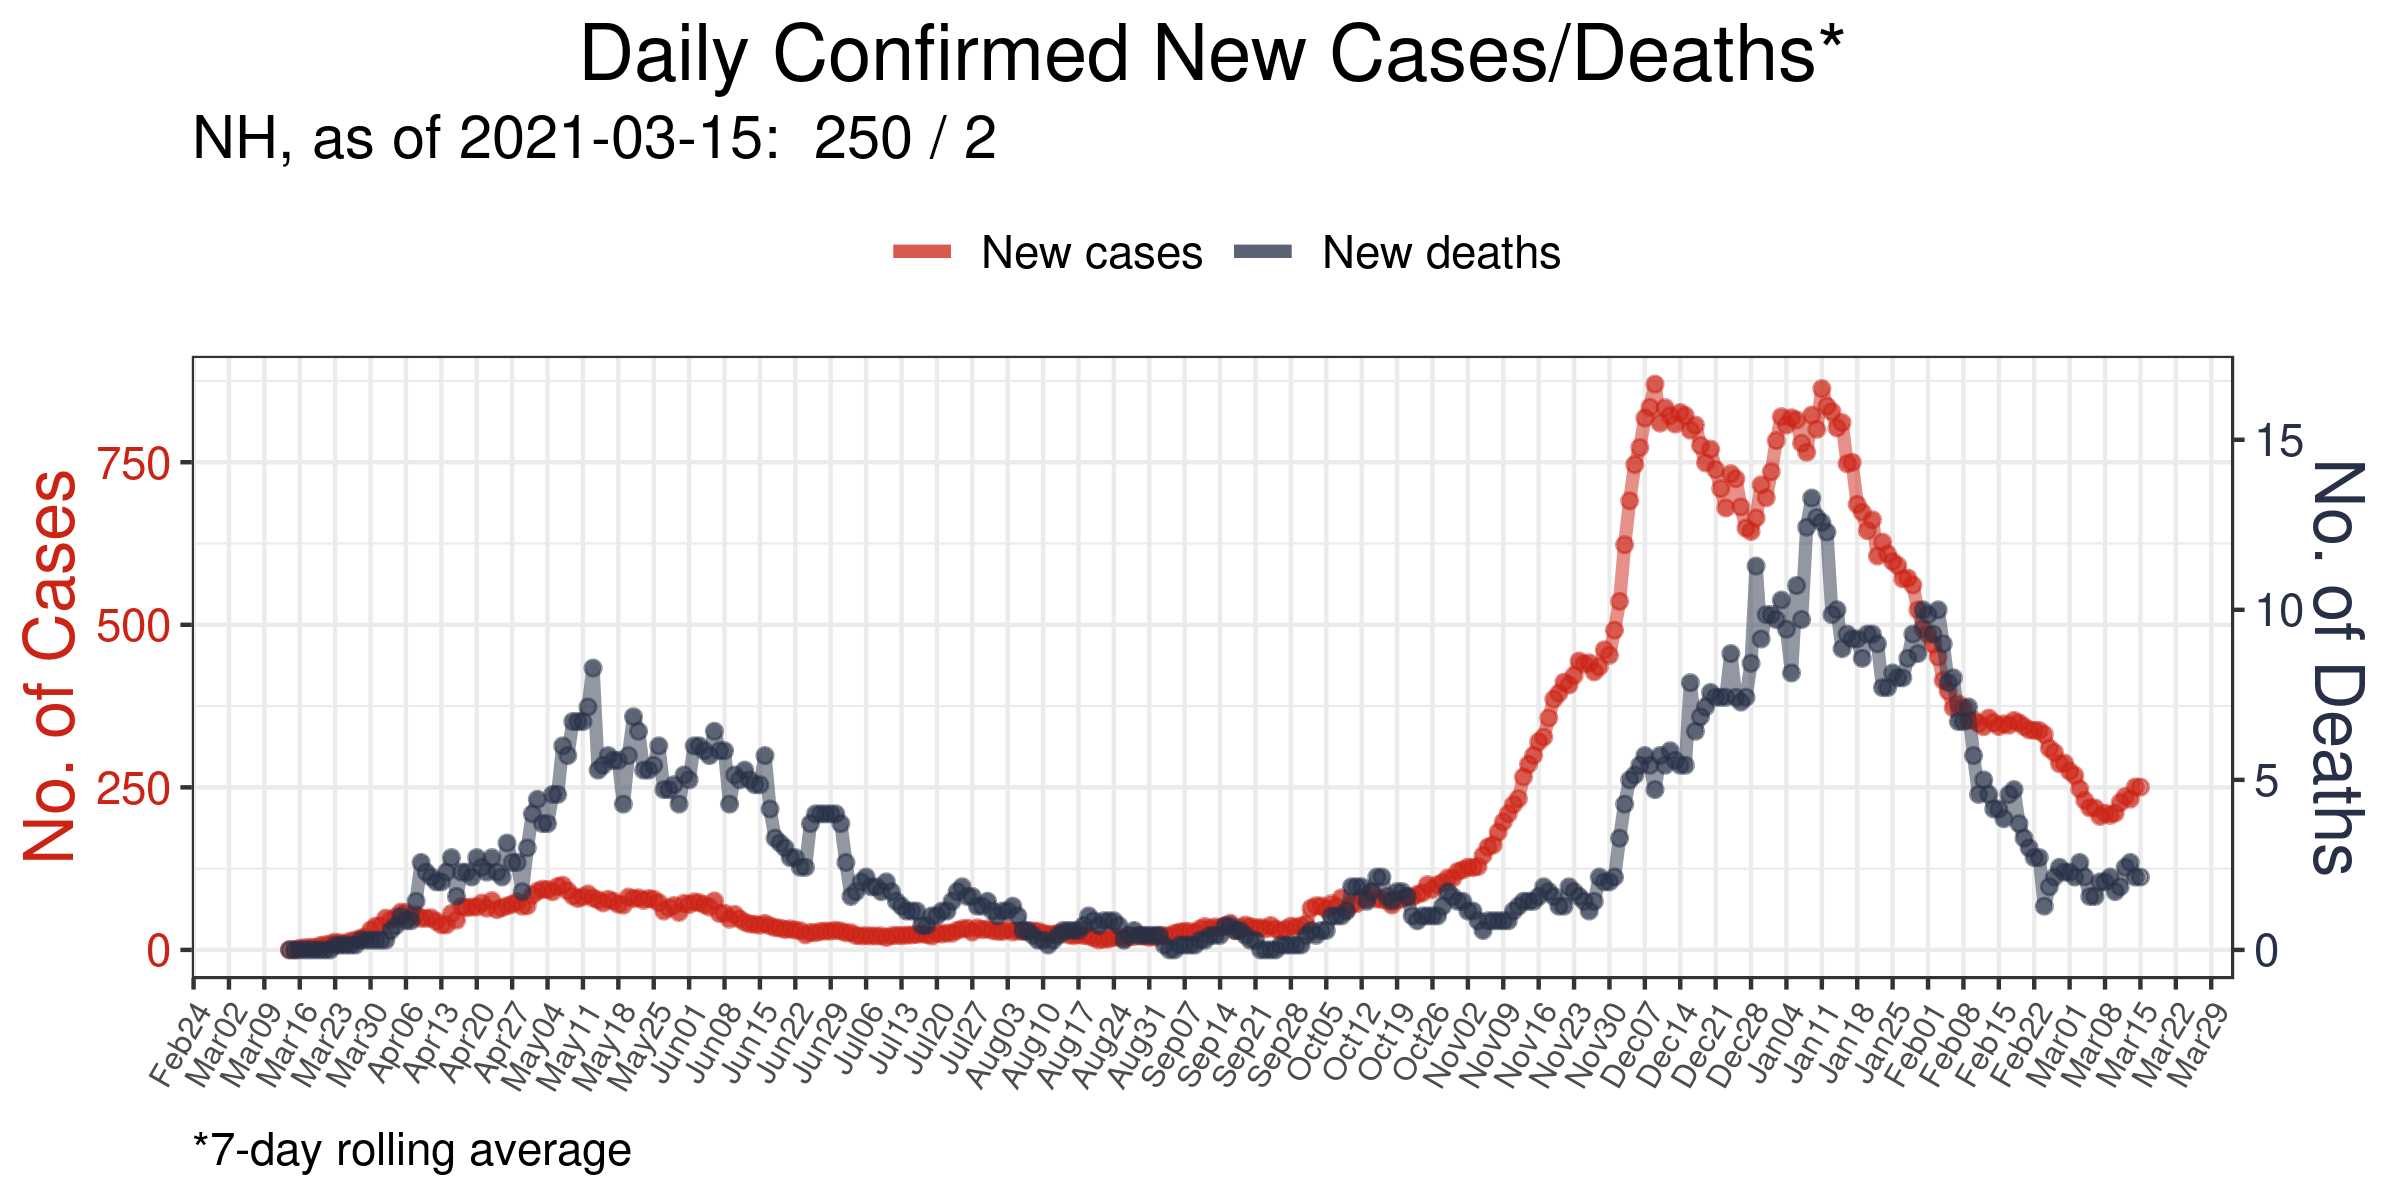 Daily Confirmed New Cases/Deaths*
NH, as of 2021-03-15:  250 / 2
New cases
New deaths
No. of Cases
750
500
250
0
15
10
5
0
No. of Deaths
Feb24
Mar02
Mar09
Mar16
Mar23
Mar30
Apr06
Apr13
Apr20
Apr27
May04
May11
May18
May25
Jun01
Jun08
Jun15
Jun22
Jun29
Jul06
Jul13
Jul20
Jul27
Aug03
Aug10
Aug17
Aug24
Aug31
Sep07
Sep14
Sep21
Sep28
Oct05
Oct12
Oct19
Oct26
Nov02
Nov09
Nov16
Nov23
Nov30
Dec07
Dec14
Dec21
Dec28
Jan04
Jan11
Jan18
Jan25
Feb01
Feb08
Feb15
Feb22
Mar01
Mar08
Mar15
Mar22
Mar29
*7-day rolling average